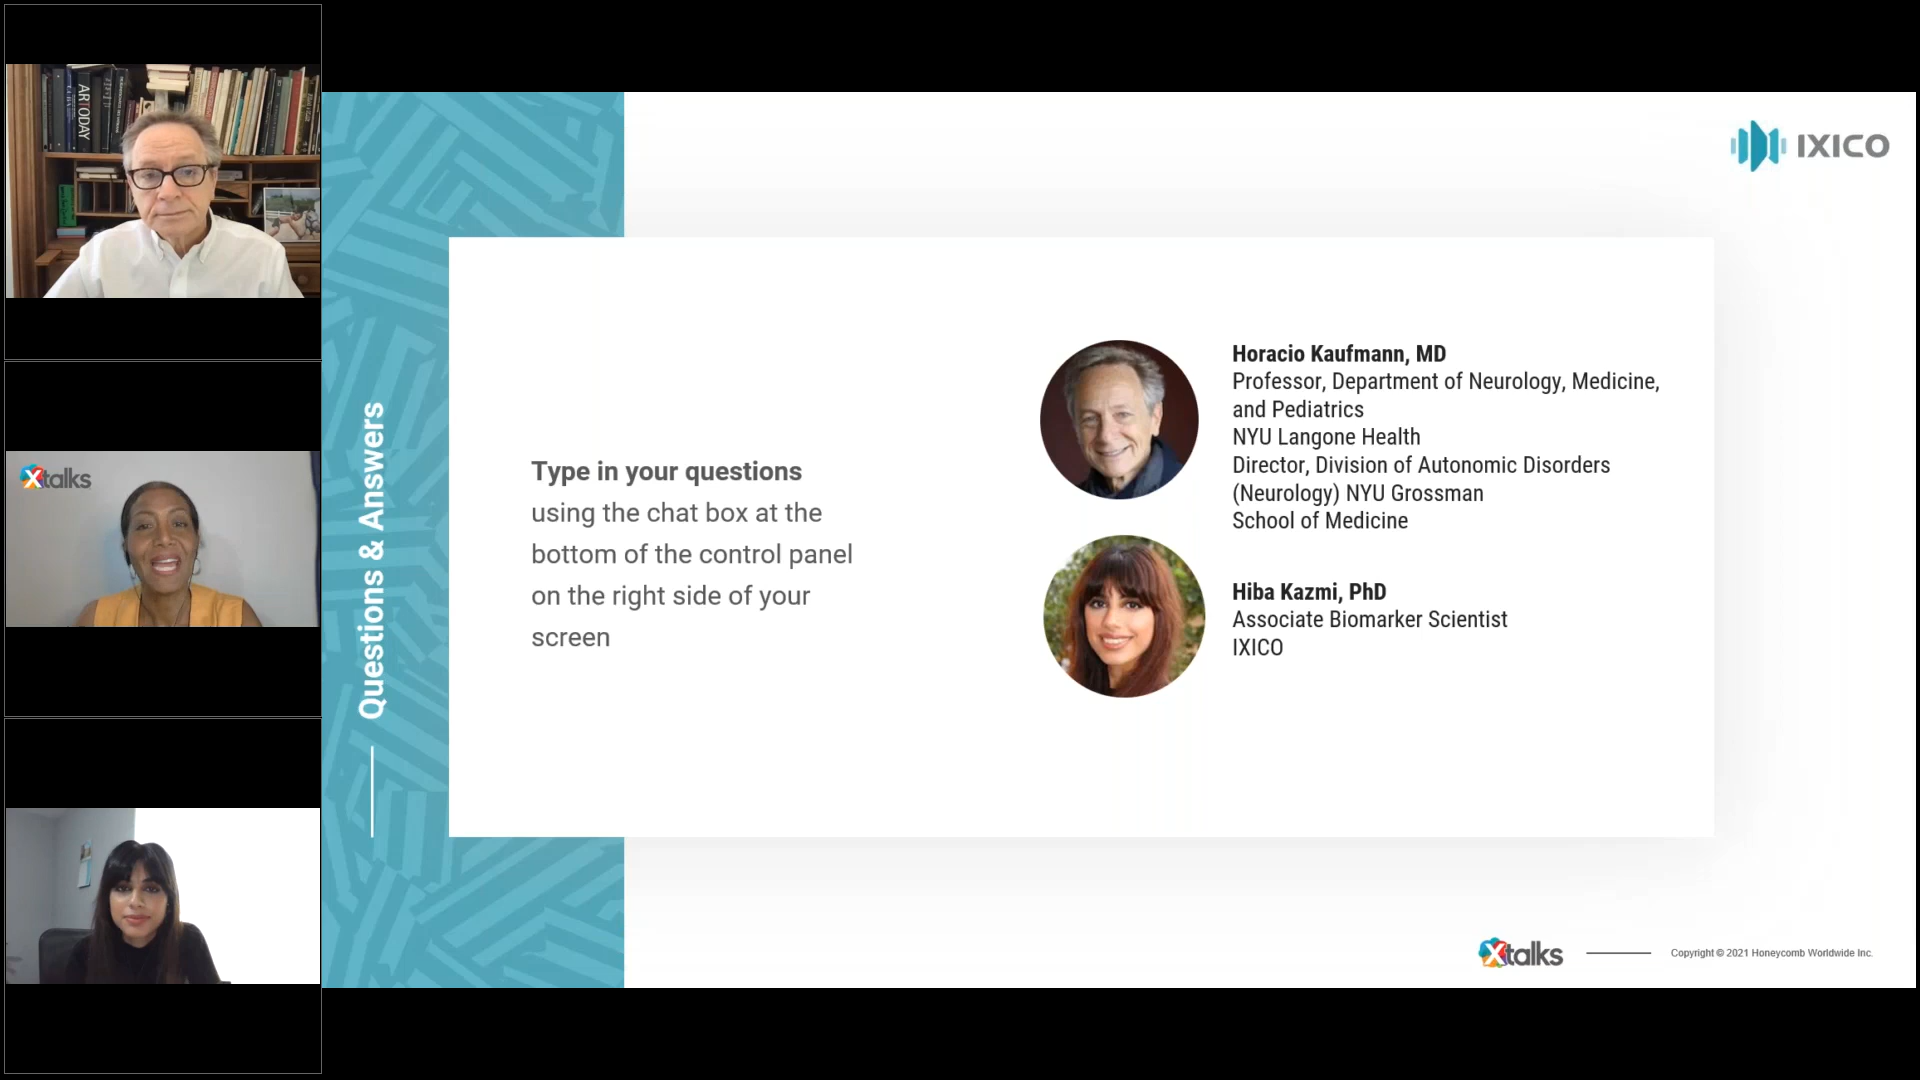 ARTODAY
Xtalks
Questions & Answers
Type in your questions
using the chat box at the
bottom of the control panel
on the right side of your
screen
IXICO
Horacio Kaufmann, MD
Professor, Department of Neurology, Medicine,
and Pediatrics
NYU Langone Health
Director, Division of Autonomic Disorders
(Neurology) NYU Grossman
School of Medicine
Hiba Kazmi, PhD
Associate Biomarker Scientist
IXICO
Xtalks
Copyright © 2021 Honeycomb Worldwide Inc.